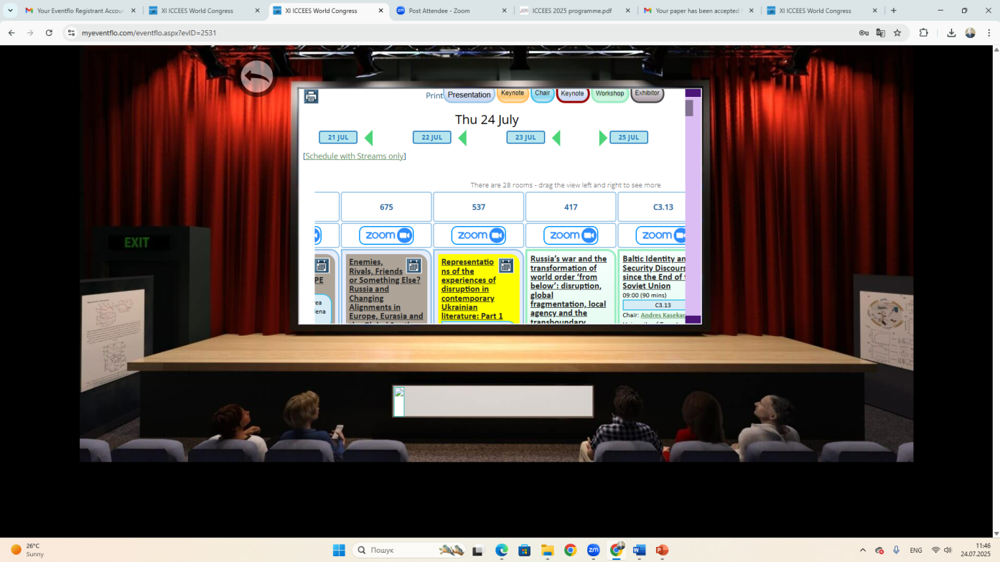 Your Eventflo Registrant Accou
XI ICCEES World Congress
XI ICCEES World Congress
Post Attendee - Zoom
ICCEES 2025 programme.pdf
Your paper has been accepted
XI ICCEES World Congress
myeventflo.com/eventflo.aspx?evID=2531
Print
Presentation
Keynote
Chair
Keynote
Workshop
Exhibitor
Thu 24 July
21 JUL
22 JUL
23 JUL
25 JUL
[Schedule with Streams only]
There are 28 rooms - drag the view left and right to see more
675
537
417
C3.13
zoom
zoom
zoom
zoom
PE
rea
lena
Enemies,
Rivals, Friends
or Something Else?
Russia and
Changing
Alignments in
Europe, Eurasia and
Representatio
ns of the
experiences of
disruption in
contemporary
Ukrainian
literature: Part 1
Russia's war and the
transformation of
world order 'from
below': disruption,
global
fragmentation, local
agency and the
transboundary
Baltic Identity an
Security Discours
since the End of t
Soviet Union
09:00 (90 mins)
C3.13
Chair: Andres Kasekar
EXIT
26°C
Sunny
Пошук
ENG
11:46
24.07.2025